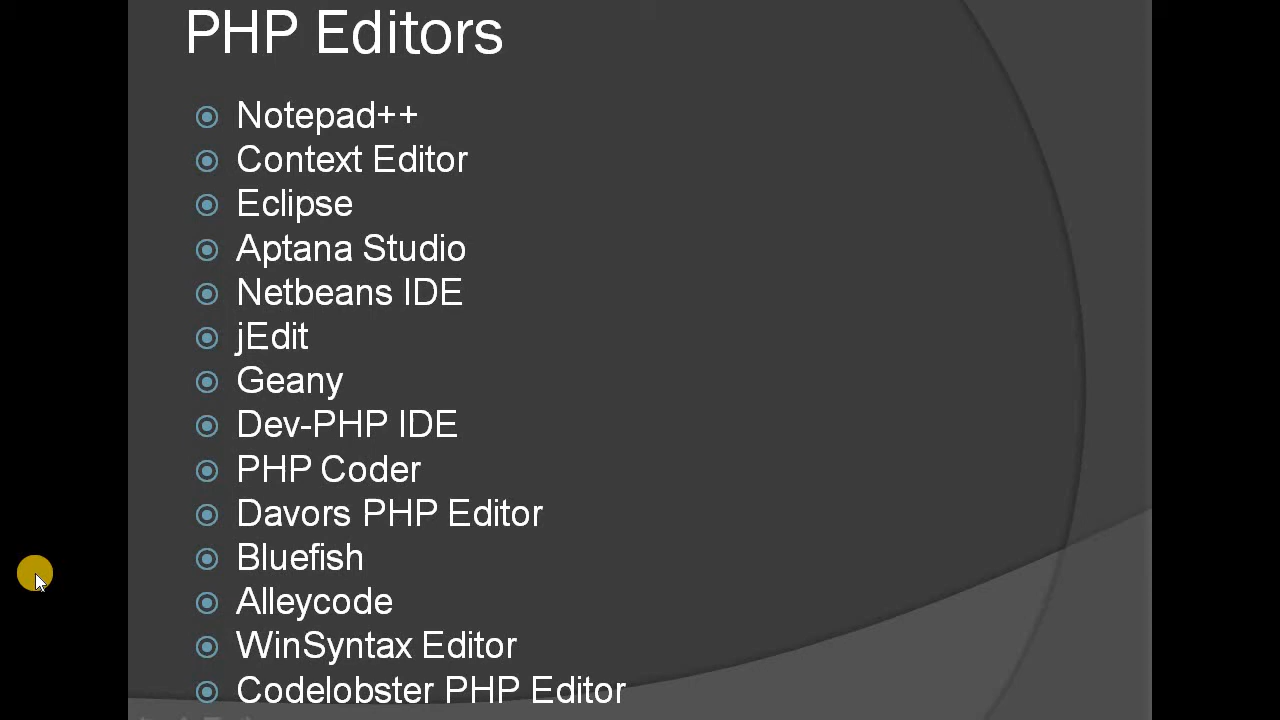 PHP Editors
Notepad++
Context Editor
Eclipse
Aptana Studio
Netbeans IDE
jEdit
Geany
Dev-PHP IDE
PHP Coder
Davors PHP Editor
Bluefish
Alleycode
WinSyntax Editor
Codelobster PHP Editor